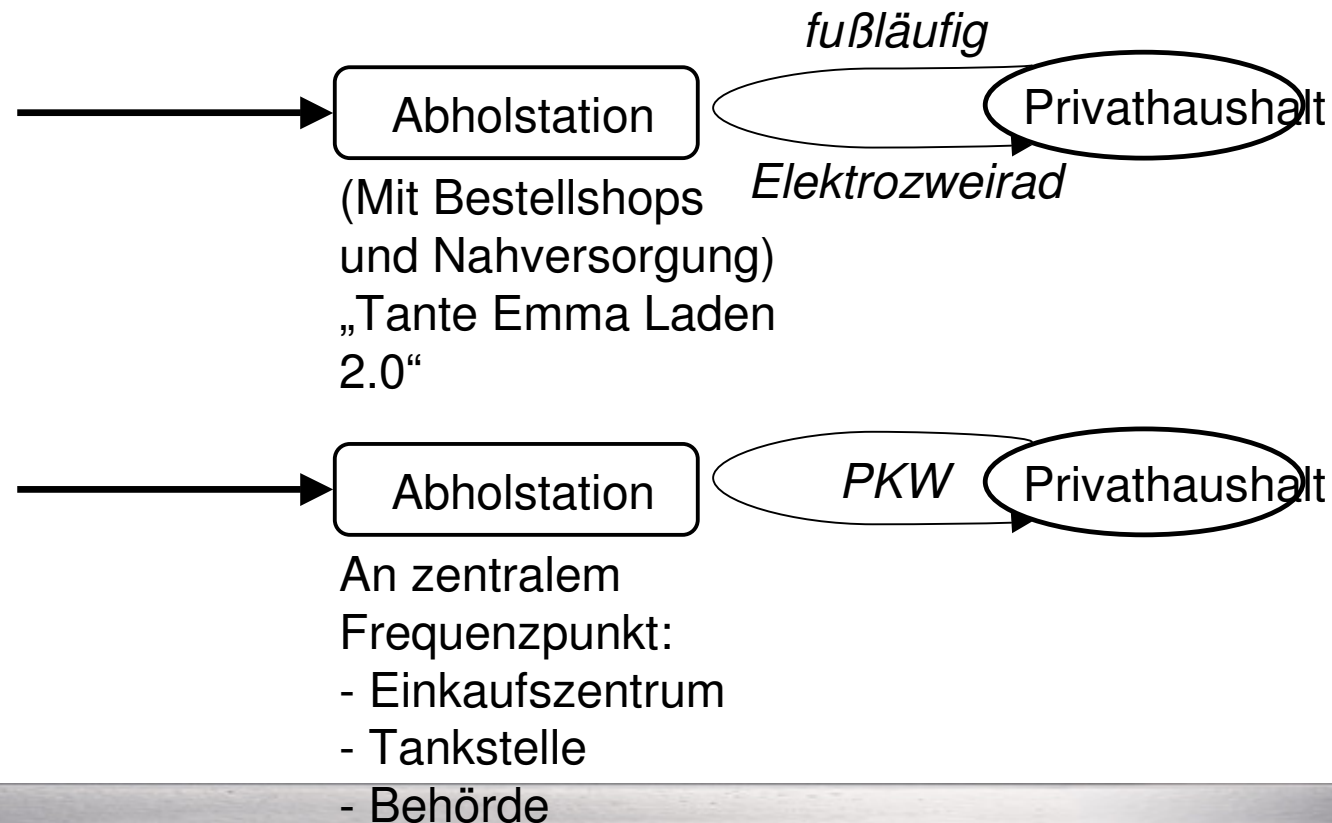 fußläufig
Abholstation
Privathaushalt
Elektrozweirad
(Mit Bestellshops
und Nahversorgung)
„Tante Emma Laden
2.0“
Abholstation
PKW
Privathaushalt
An zentralem
Frequenzpunkt:
- Einkaufszentrum
- Tankstelle
- Behörde